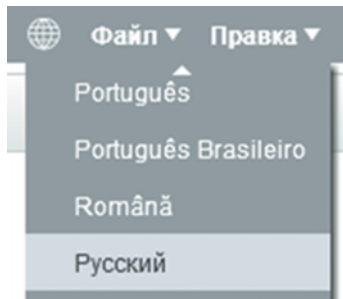 Файл ▼ Правка ▼
Português
Português Brasileiro
Română
Русский